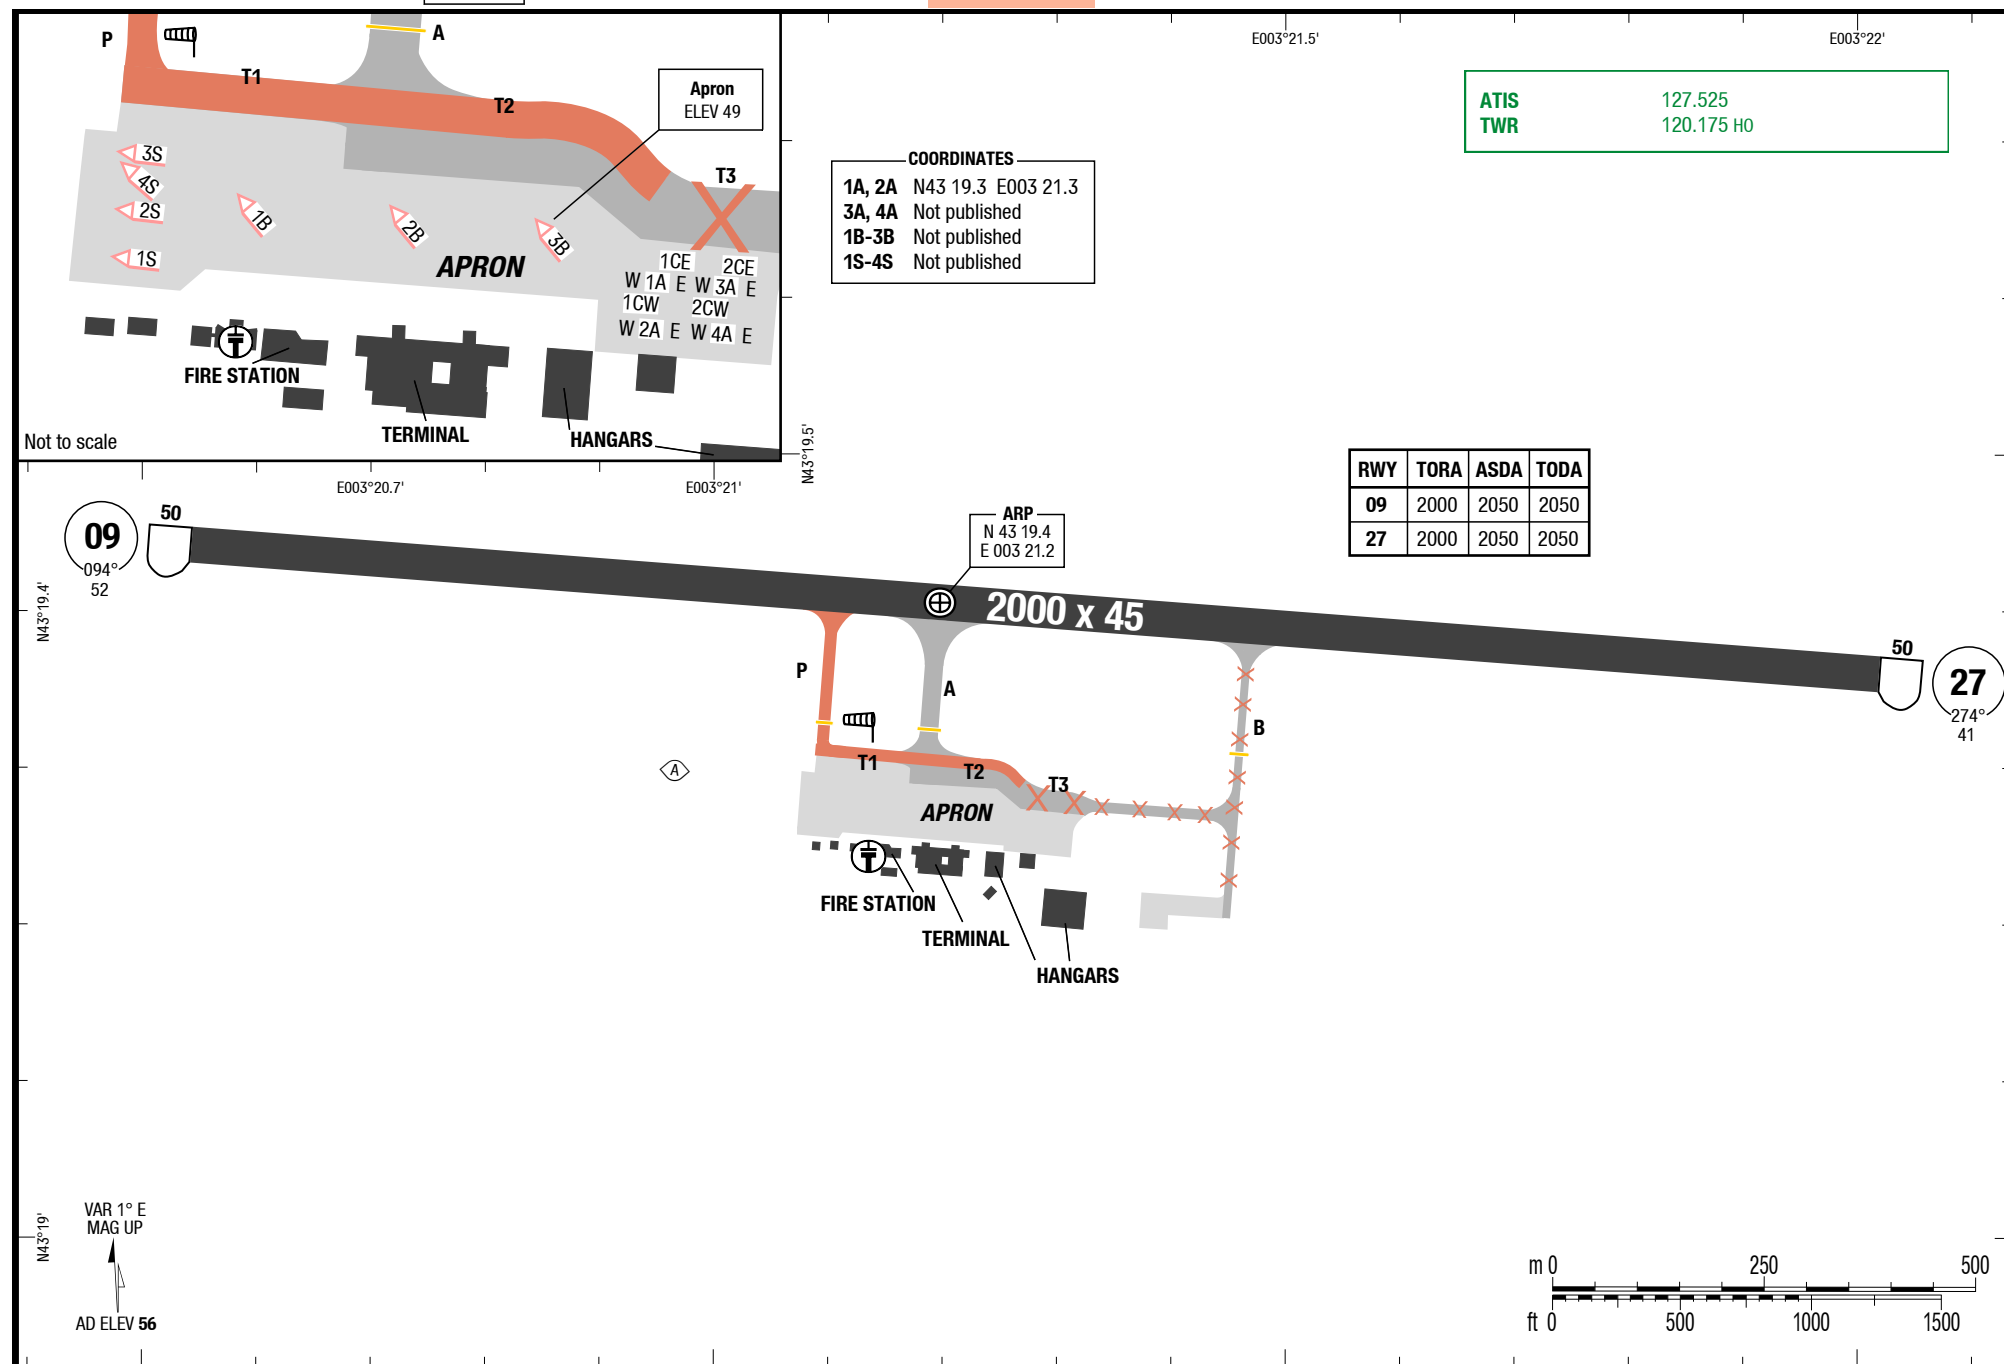 P
A
T1
T2
T3
Apron
ELEV 49
3S
4S
2S
1S
1B
2B
3B
APRON
1CE
2CE
W 1A E W 3A E
1CW
2CW
W 2A E W 4A E
FIRE STATION
TERMINAL
HANGARS
Not to scale
E003°21.5'
E003°22'
ATIS 127.525
TWR 120.175 HO
COORDINATES
1A, 2A N43 19.3 E003 21.3
3A, 4A Not published
1B-3B Not published
1S-4S Not published
N43°19.5'
E003°20.7'
E003°21'
RWY TORA ASDA TODA
09 2000 2050 2050
27 2000 2050 2050
09
094°
52
50
ARP
N 43 19.4
E 003 21.2
2000 x 45
50
27
274°
41
N43°19.4'
P
A
B
T1
T2
T3
A
APRON
FIRE STATION
TERMINAL
HANGARS
N43°19'
VAR 1° E
MAG UP
AD ELEV 56
m 0 250 500
ft 0 500 1000 1500